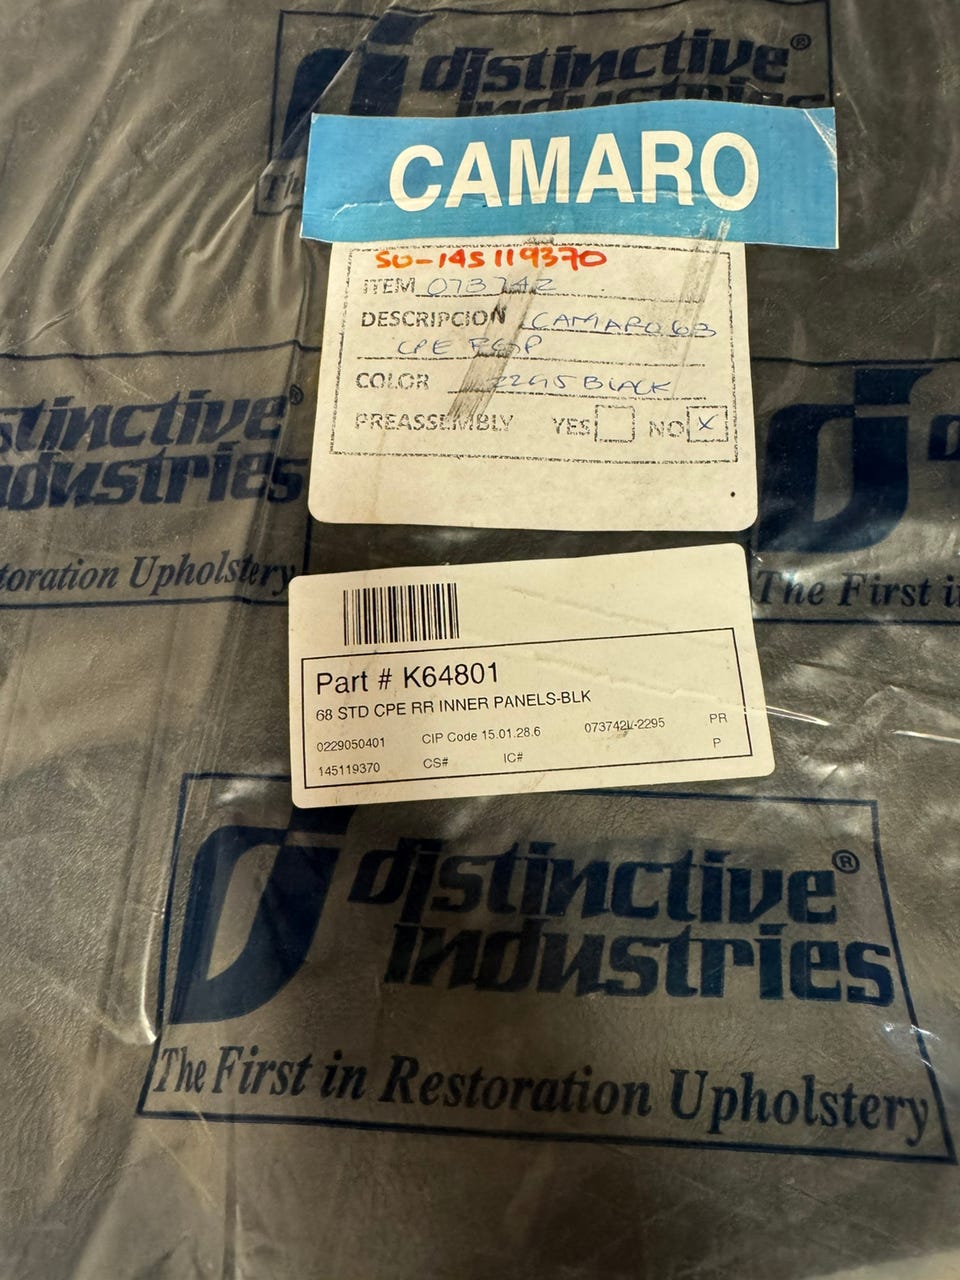 distinctive®
industries
Th
CAMARO
SO-145119370
ITEM 073742
DESCRIPCION CAMARO 68
CPE
COLOR 2295 BLACK
PREASSEMBLY YES NO X
stinctive®
industries
toration Upholstery
The First i
Part # K64801
68 STD CPE RR INNER PANELS-BLK
0229050401 CIP Code 15.01.28.6 073742U-2295 PR
145119370 CS# IC# P
distinctive®
industries
The First in Restoration Upholstery